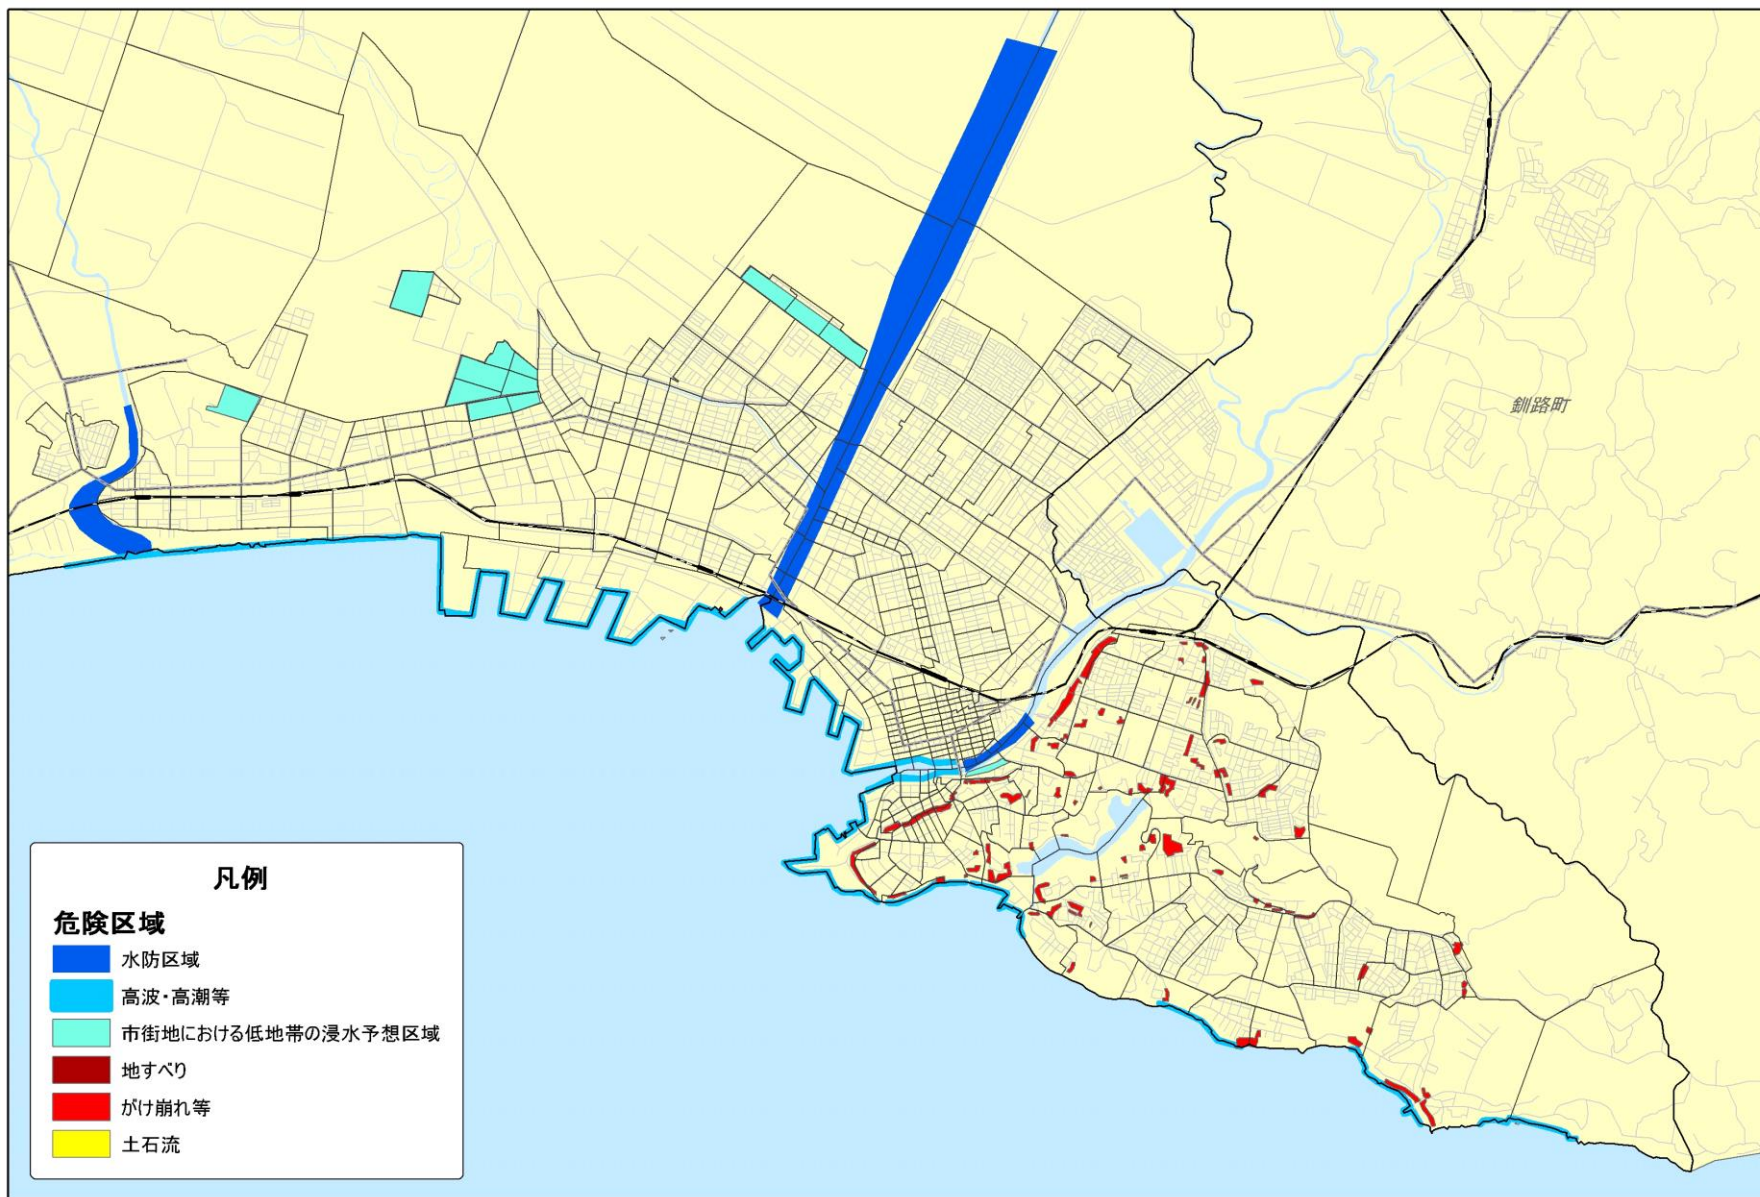 釧路町
凡例
危険区域
水防区域
高波・高潮等
市街地における低地帯の浸水予想区域
地すべり
がけ崩れ等
土石流